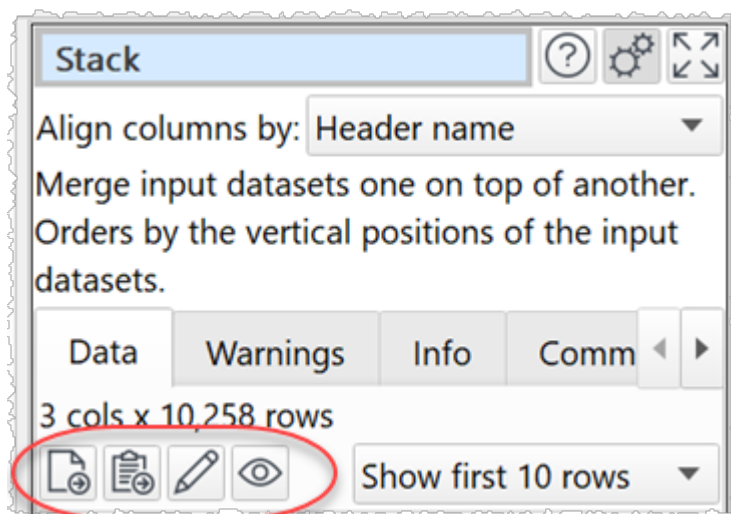 Stack
Align columns by: Header name
Merge input datasets one on top of another.
Orders by the vertical positions of the input
datasets.
Data Warnings Info Comm
3 cols x 10,258 rows
Show first 10 rows